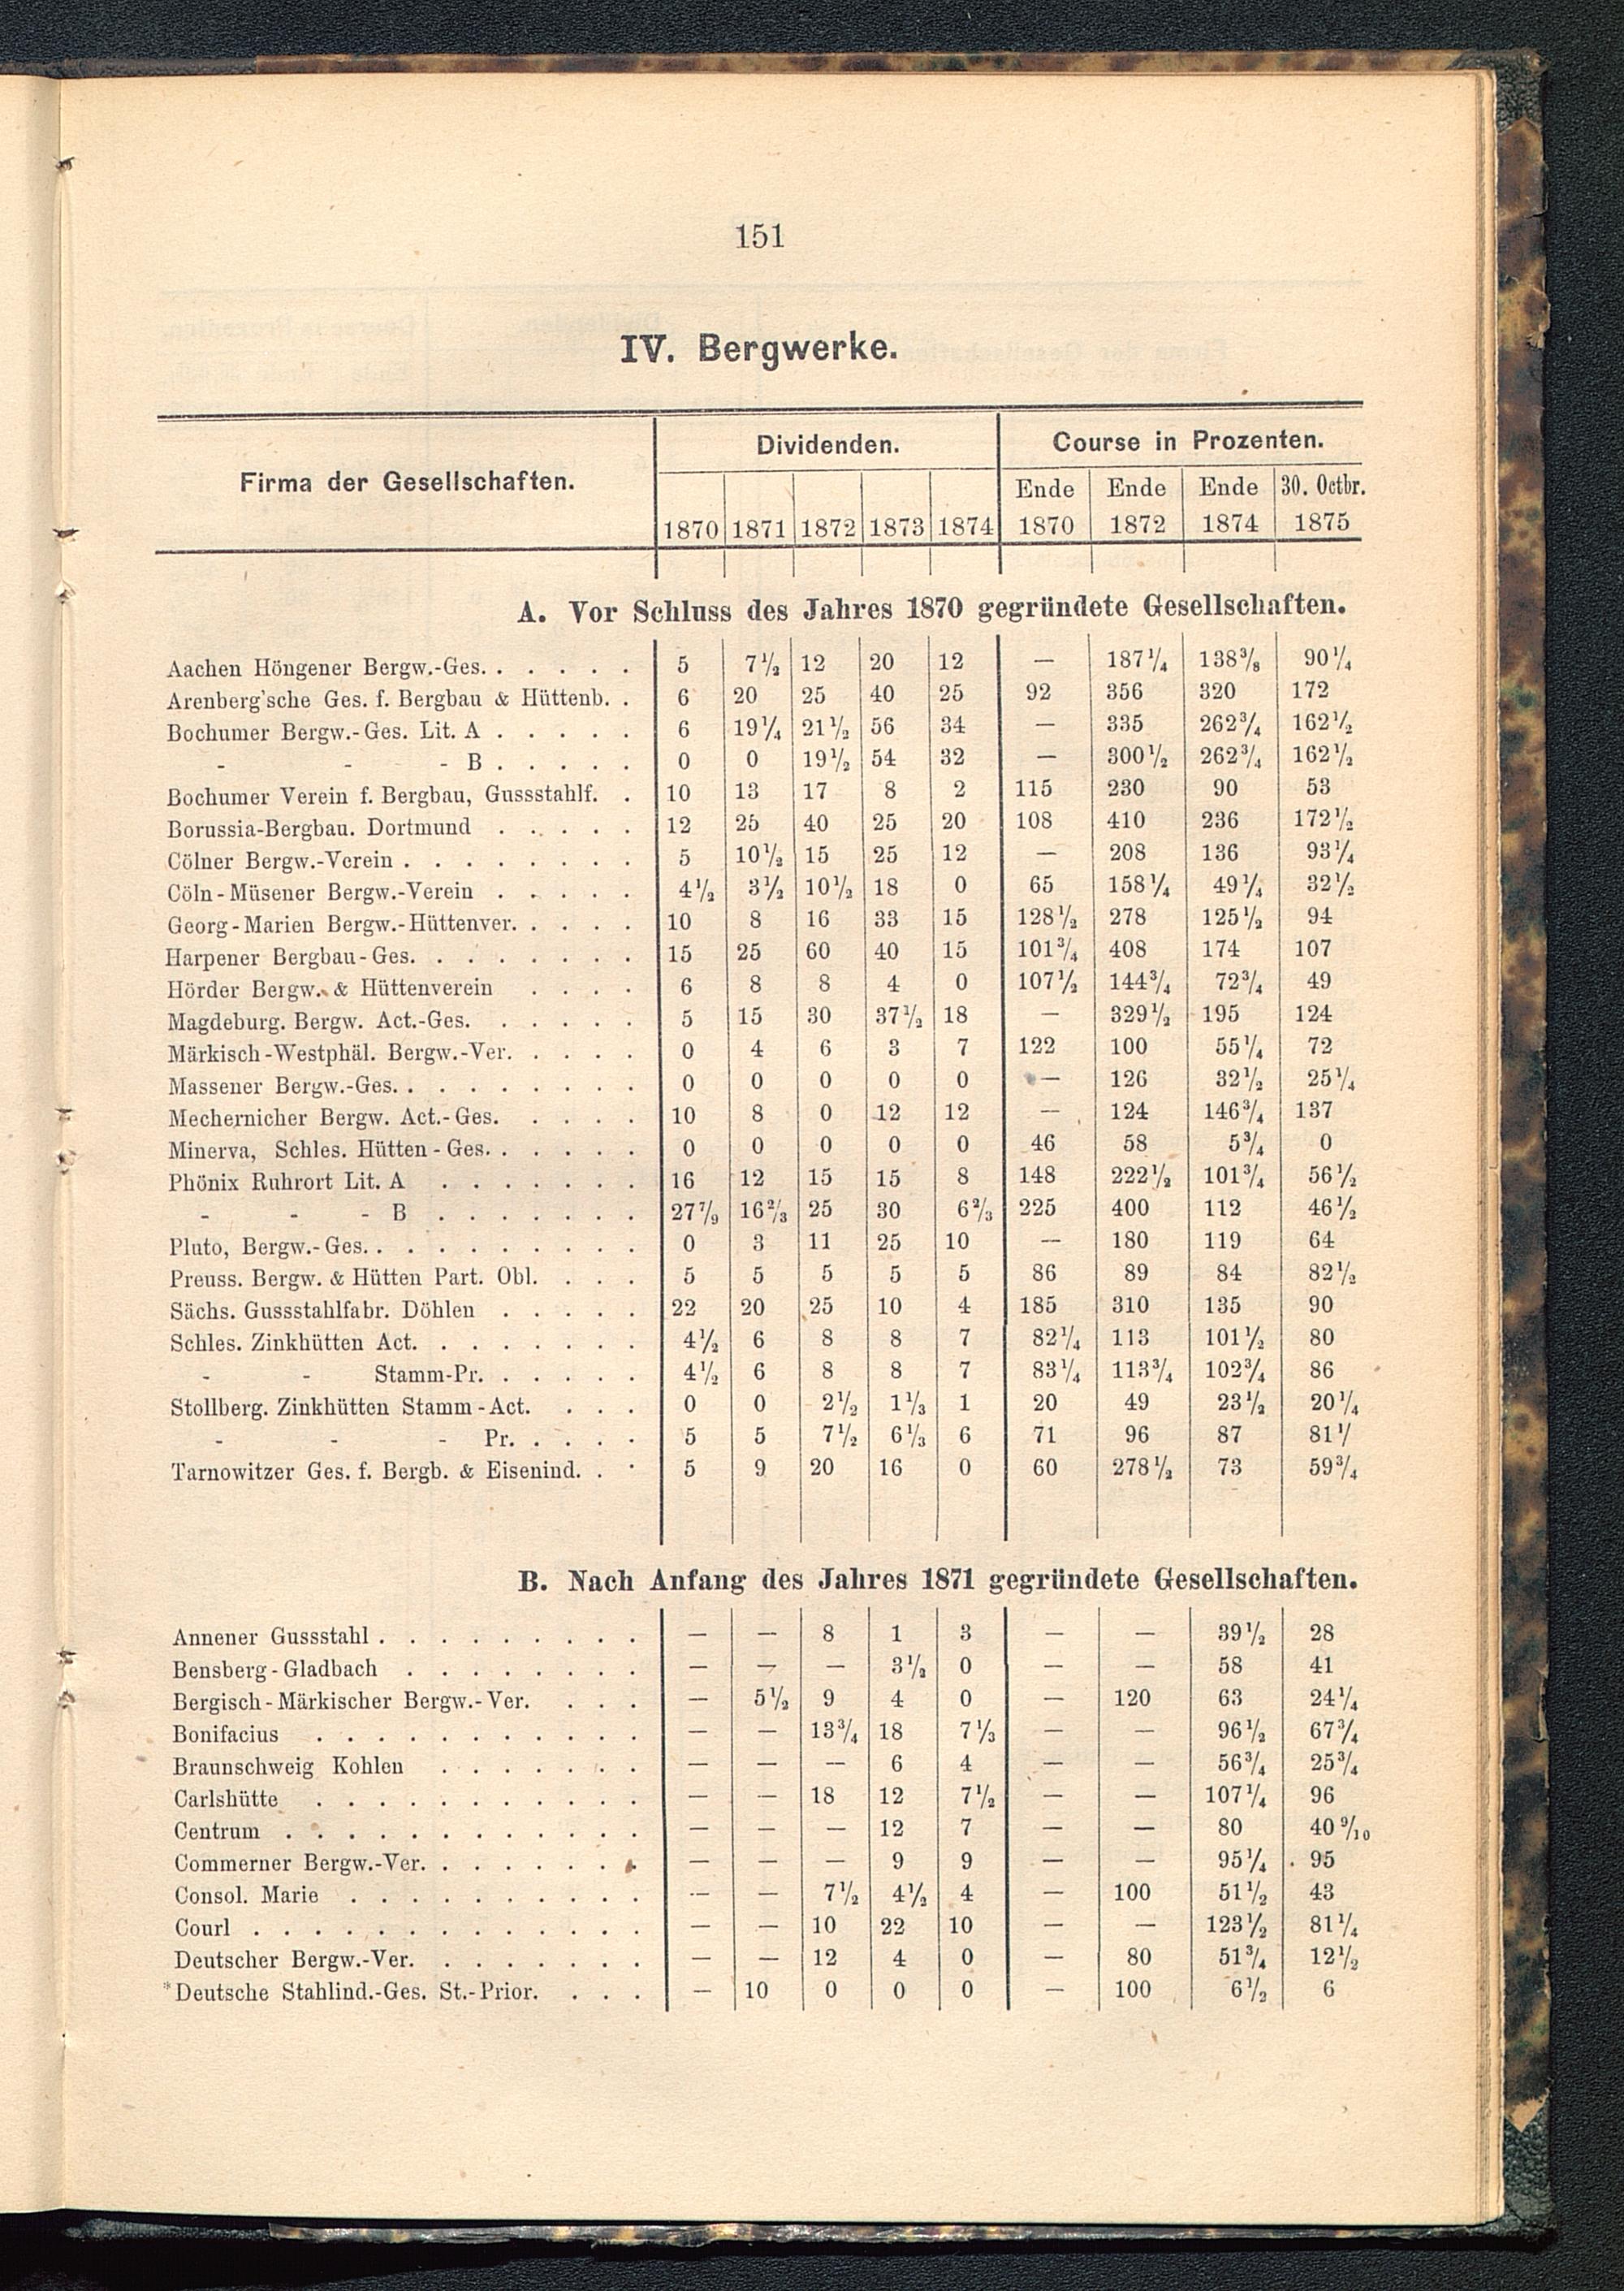 151
IV. Bergwerke.
Firma der Gesellschaften. Dividenden. Course in Prozenten.
Ende Ende Ende 30. Octbr.
1870 1871 1872 1873 1874 1870 1872 1874 1875
A. Vor Schluss des Jahres 1870 gegründete Gesellschaften.
Aachen Höngener Bergw.-Ges. . . . . . 5 7½ 12 20 12 — 187¼ 138⅜ 90¼
Arenberg'sche Ges. f. Bergbau & Hüttenb. . 6 20 25 40 25 92 356 320 172
Bochumer Bergw.-Ges. Lit. A . . . . . 6 19¼ 21½ 56 34 — 335 262¾ 162½
- - - B . . . . . 0 0 19½ 54 32 — 300½ 262¾ 162½
Bochumer Verein f. Bergbau, Gussstahlf. . 10 13 17 8 2 115 230 90 53
Borussia-Bergbau. Dortmund . . . . . 12 25 40 25 20 108 410 236 172½
Cölner Bergw.-Verein . . . . . . . . 5 10½ 15 25 12 — 208 136 93¼
Cöln-Müsener Bergw.-Verein . . . . . 4½ 3½ 10½ 18 0 65 158¼ 49¼ 32½
Georg-Marien Bergw.-Hüttenver. . . . . 10 8 16 33 15 128½ 278 125½ 94
Harpener Bergbau-Ges. . . . . . . . 15 25 60 40 15 101¾ 408 174 107
Hörder Bergw. & Hüttenverein . . . . 6 8 8 4 0 107½ 144¾ 72¾ 49
Magdeburg. Bergw. Act.-Ges. . . . . . 5 15 30 37½ 18 — 329½ 195 124
Märkisch-Westphäl. Bergw.-Ver. . . . . 0 4 6 3 7 122 100 55¼ 72
Massener Bergw.-Ges. . . . . . . . . 0 0 0 0 0 — 126 32½ 25¼
Mechernicher Bergw. Act.-Ges. . . . . 10 8 0 12 12 — 124 146¾ 137
Minerva, Schles. Hütten-Ges. . . . . . 0 0 0 0 0 46 58 5¾ 0
Phönix Ruhrort Lit. A . . . . . . . 16 12 15 15 8 148 222½ 101¾ 56½
- - - B . . . . . . . 27 7/9 16⅔ 25 30 6⅔ 225 400 112 46½
Pluto, Bergw.-Ges. . . . . . . . . . 0 3 11 25 10 — 180 119 64
Preuss. Bergw. & Hütten Part. Obl. . . . 5 5 5 5 5 86 89 84 82½
Sächs. Gussstahlfabr. Döhlen . . . . . 22 20 25 10 4 185 310 135 90
Schles. Zinkhütten Act. . . . . . . . 4½ 6 8 8 7 82¼ 113 101½ 80
- - Stamm-Pr. . . . . . 4½ 6 8 8 7 83¼ 113¾ 102¾ 86
Stollberg. Zinkhütten Stamm-Act. . . . 0 0 2½ 1⅓ 1 20 49 23½ 20¼
- - - Pr. . . . . 5 5 7½ 6⅓ 6 71 96 87 81/
Tarnowitzer Ges. f. Bergb. & Eisenind. . . 5 9 20 16 0 60 278½ 73 59¾
B. Nach Anfang des Jahres 1871 gegründete Gesellschaften.
Annener Gussstahl . . . . . . . . . — — 8 1 3 — — 39½ 28
Bensberg-Gladbach . . . . . . . . — — — 3½ 0 — — 58 41
Bergisch-Märkischer Bergw.-Ver. . . . — 5½ 9 4 0 — 120 63 24¼
Bonifacius . . . . . . . . . . . — — 13¾ 18 7⅓ — — 96½ 67¾
Braunschweig Kohlen . . . . . . . — — — 6 4 — — 56¾ 25¾
Carlshütte . . . . . . . . . . . — — 18 12 7½ — — 107¼ 96
Centrum . . . . . . . . . . . . — — — 12 7 — — 80 40 9/10
Commerner Bergw.-Ver. . . . . . . . — — — 9 9 — — 95¼ 95
Consol. Marie . . . . . . . . . . — — 7½ 4½ 4 — 100 51½ 43
Courl . . . . . . . . . . . . . — — 10 22 10 — — 123½ 81¼
Deutscher Bergw.-Ver. . . . . . . . — — 12 4 0 — 80 51¾ 12½
*Deutsche Stahlind.-Ges. St.-Prior. . . . — 10 0 0 0 — 100 6½ 6